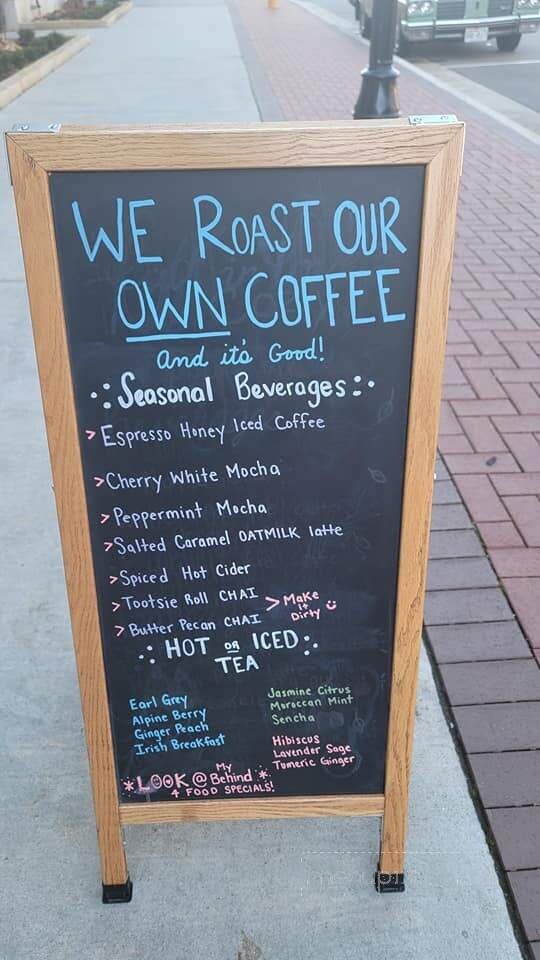 WE ROAST OUR
OWN COFFEE
And it's Good!
Seasonal Beverages
> Espresso Honey Iced Coffee
> Cherry White Mocha
> Peppermint Mocha
> Salted Caramel OATMILK latte
> Spiced Hot Cider
> Tootsie Roll CHAI
> Butter Pecan CHAI
> Make
it
Dirty
HOT OR ICED
TEA
Earl Grey
Alpine Berry
Ginger Peach
Irish Breakfast
Jasmine Citrus
Moroccan Mint
Sencha
Hibiscus
Lavender Sage
Tumeric Ginger
*LOOK @ My Behind*
4 FOOD SPECIALS!